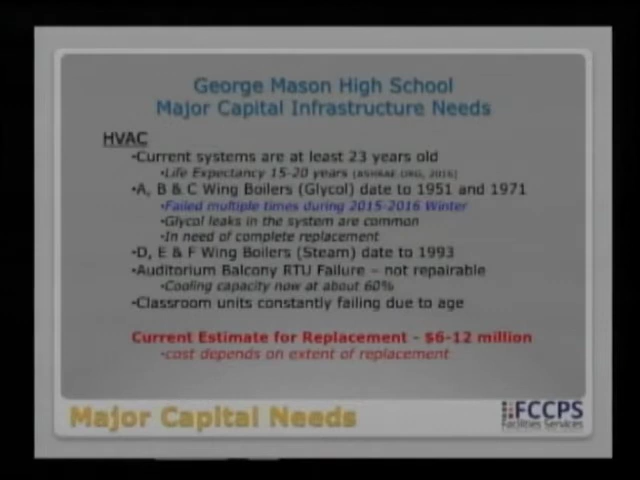 George Mason High School
Major Capital Infrastructure Needs
HVAC
•Current systems are at least 23 years old
•Life Expectancy 15-20 years (ASHRAE.ORG, 2016)
•A, B & C Wing Boilers (Glycol) date to 1951 and 1971
•Failed multiple times during 2015-2016 Winter
•Glycol leaks in the system are common
•In need of complete replacement
•D, E & F Wing Boilers (Steam) date to 1993
•Auditorium Balcony RTU Failure – not repairable
•Cooling capacity now at about 60%
•Classroom units constantly failing due to age
Current Estimate for Replacement - $6-12 million
•cost depends on extent of replacement
Major Capital Needs
FCCPS
Facilities Services